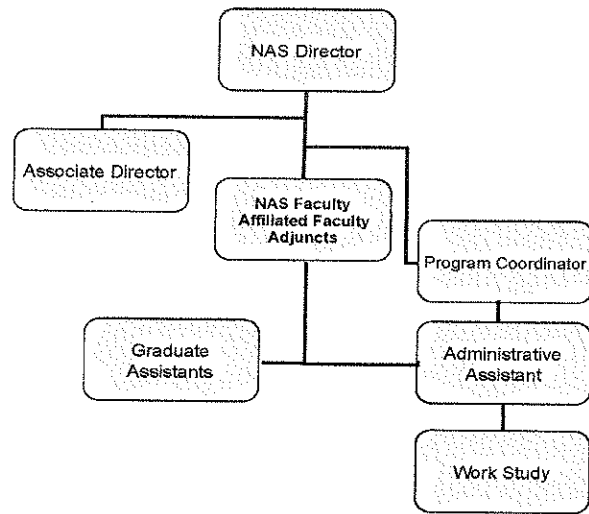 NAS Director
Associate Director
NAS Faculty
Affiliated Faculty
Adjuncts
Program Coordinator
Graduate
Assistants
Administrative
Assistant
Work Study